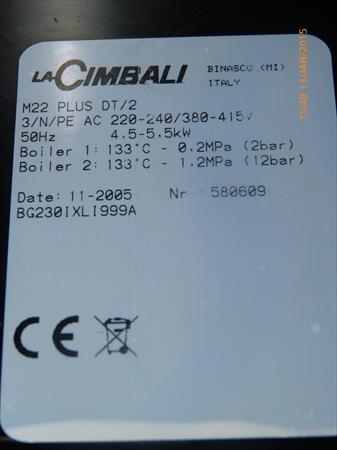 LA CIMBALI
BINASCO (MI)
ITALY
M22 PLUS DT/2
3/N/PE AC 220-240/380-415V
50Hz 4.5-5.5kW
Boiler 1: 133°C - 0.2MPa (2bar)
Boiler 2: 133°C - 1.2MPa (12bar)
Date: 11-2005 Nr 580609
BG230IXLI999A
CE
15:40 13/JAN/2015